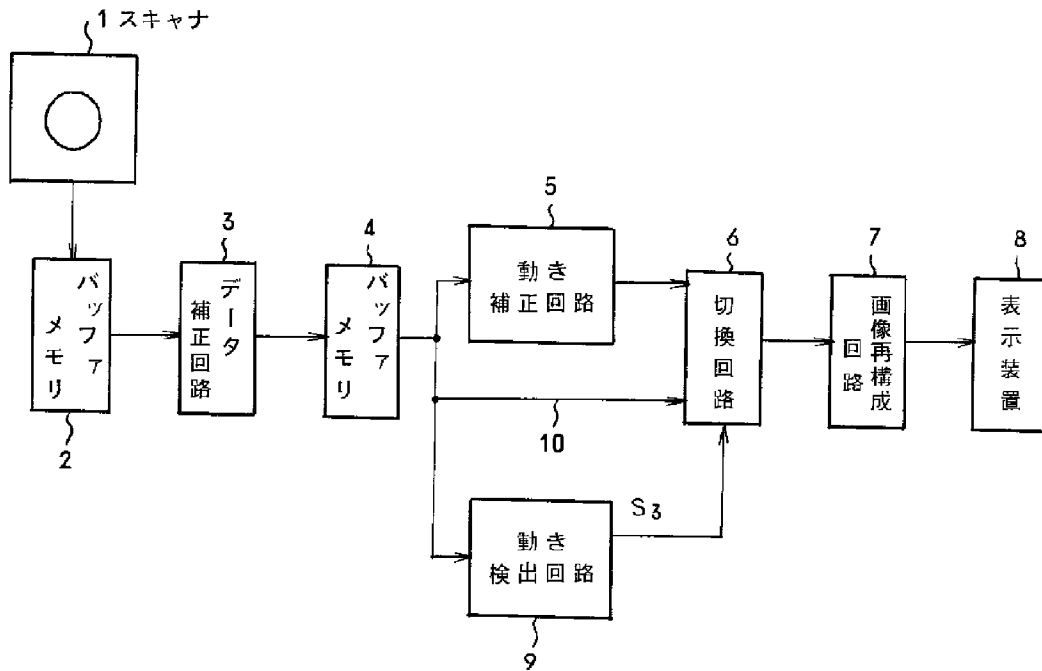 1 スキャナ
バッファ
メモリ
2
3
データ
補正回路
4
バッファ
メモリ
5
動き
補正回路
6
切換回路
7
画像再構成
回路
8
表示装置
10
S3
動き
検出回路
9